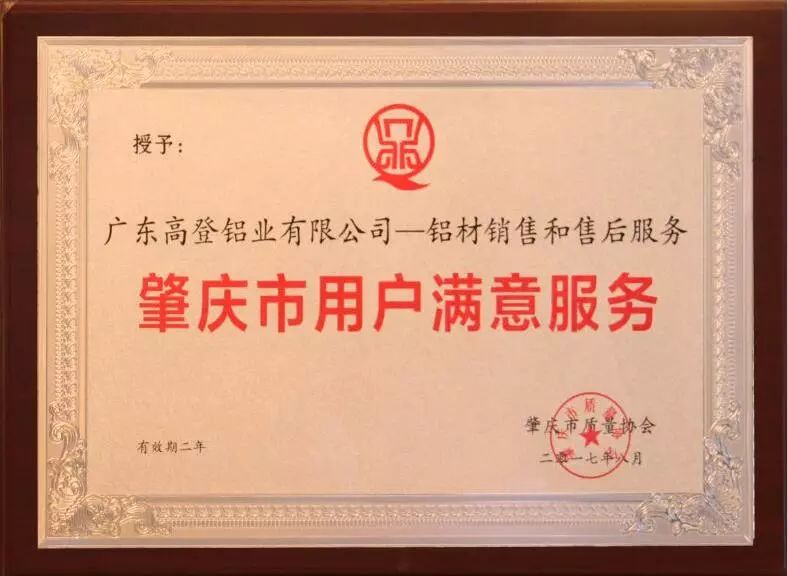 授予：
广东高登铝业有限公司—铝材销售和售后服务
肇庆市用户满意服务
有效期二年
肇庆市质量协会
二〇一七年八月